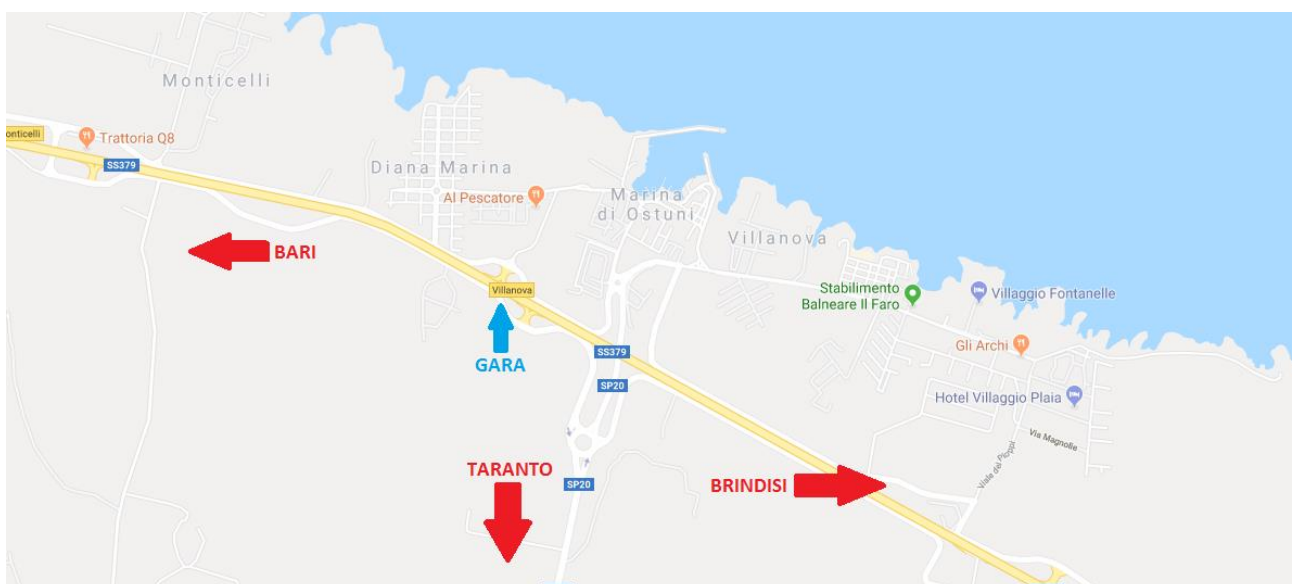 Monticelli
onticelli
Trattoria Q8
SS379
Diana Marina
Al Pescatore
Marina
di Ostuni
Villanova
BARI
Villanova
Stabilimento
Balneare Il Faro
Villaggio Fontanelle
GARA
SS379
Gli Archi
SP20
Hotel Villaggio Plaia
Via Magnolie
Viale dei Pioppi
TARANTO
SP20
BRINDISI